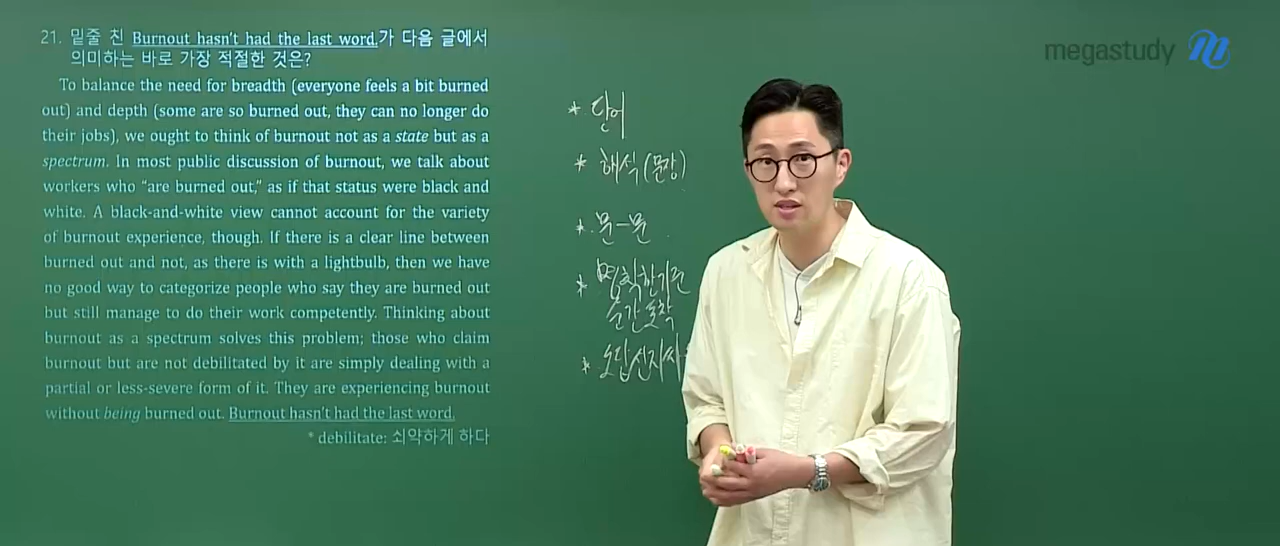 21. 밑줄 친 Burnout hasn't had the last word.가 다음 글에서
의미하는 바로 가장 적절한 것은?
To balance the need for breadth (everyone feels a bit burned
out) and depth (some are so burned out, they can no longer do
their jobs), we ought to think of burnout not as a state but as a
spectrum. In most public discussion of burnout, we talk about
workers who “are burned out,” as if that status were black and
white. A black-and-white view cannot account for the variety
of burnout experience, though. If there is a clear line between
burned out and not, as there is with a lightbulb, then we have
no good way to categorize people who say they are burned out
but still manage to do their work competently. Thinking about
burnout as a spectrum solves this problem; those who claim
burnout but are not debilitated by it are simply dealing with a
partial or less-severe form of it. They are experiencing burnout
without being burned out. Burnout hasn't had the last word.
* debilitate: 쇠약하게 하다
* 단어
* 해석 (문장)
* 문-문
*
순간
*
megastudy